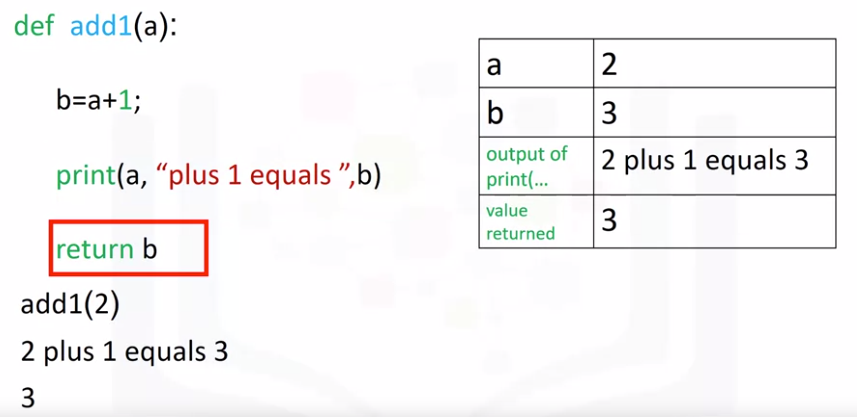 def add1(a):
b=a+1;
print(a, “plus 1 equals ”,b)
return b
add1(2)
2 plus 1 equals 3
3
a 2
b 3
output of
print(... 2 plus 1 equals 3
value
returned 3